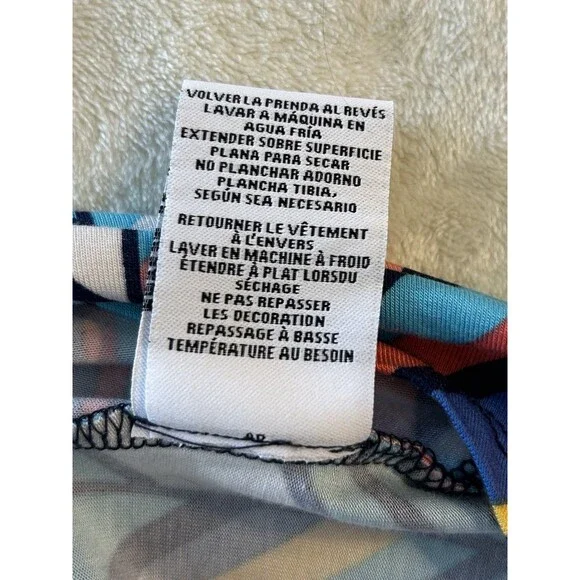 VOLVER LA PRENDA AL REVÉS
LAVAR A MÁQUINA EN
AGUA FRÍA
EXTENDER SOBRE SUPERFICIE
PLANA PARA SECAR
NO PLANCHAR ADORNO
PLANCHA TIBIA,
SEGÚN SEA NECESARIO
RETOURNER LE VÊTEMENT
À L'ENVERS
LAVER EN MACHINE À FROID
ÉTENDRE À PLAT LORSDU
SÉCHAGE
NE PAS REPASSER
LES DECORATION
REPASSAGE À BASSE
TEMPÉRATURE AU BESOIN